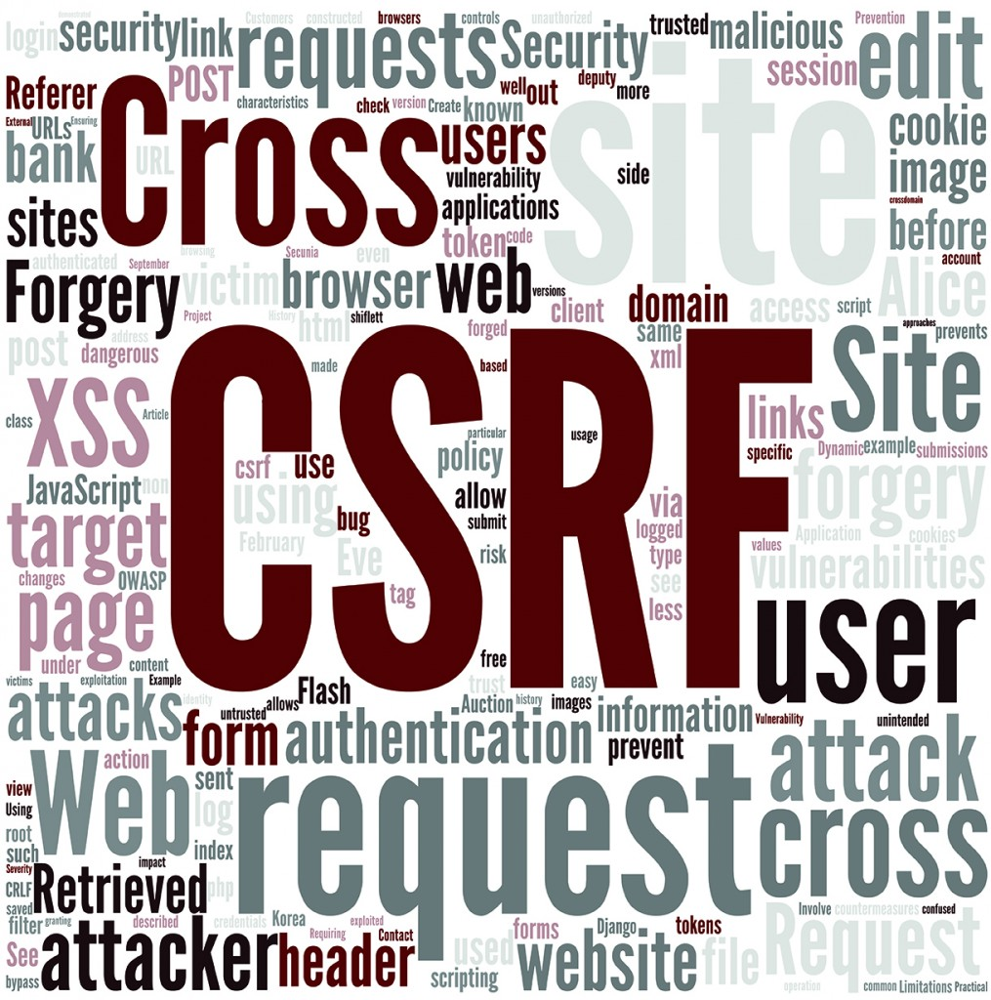 login security link requests Security trusted malicious Prevention edit
demonstrated Customers constructed browsers controls unauthorized
POST session
Referer characteristics check version Create known well out deputy more
External URLs Ensuring
bank URL Cross users site cookie
vulnerability side image
sites applications crossdomain
token code before
authenticated September browsing Secunia even account
Forgery victim browser web versions domain access script Alice
Project History html shiflett client
post address forged same approaches prevents
dangerous xml
CSRF
made based Site
XSS links
class Article particular usage
csrf use policy specific Dynamic example submissions
JavaScript non using allow forgery
target bug submit via
February logged Application cookies
changes OWASP Eve risk type values vulnerabilities
page tag see
less user
under content free
victims exploitation Example trust easy
attacks identity untrusted allows Flash Auction history images information Vulnerability unintended
form authentication prevent attack
Web action sent request cross
view log
Using
root index
such
Severity impact
CRLF Retrieved php Involve countermeasures confused
saved
filter granting described credentials Korea exploited forms Django tokens Request
See attacker Requiring Contact header used website file
bypass scripting operation common Limitations Practical